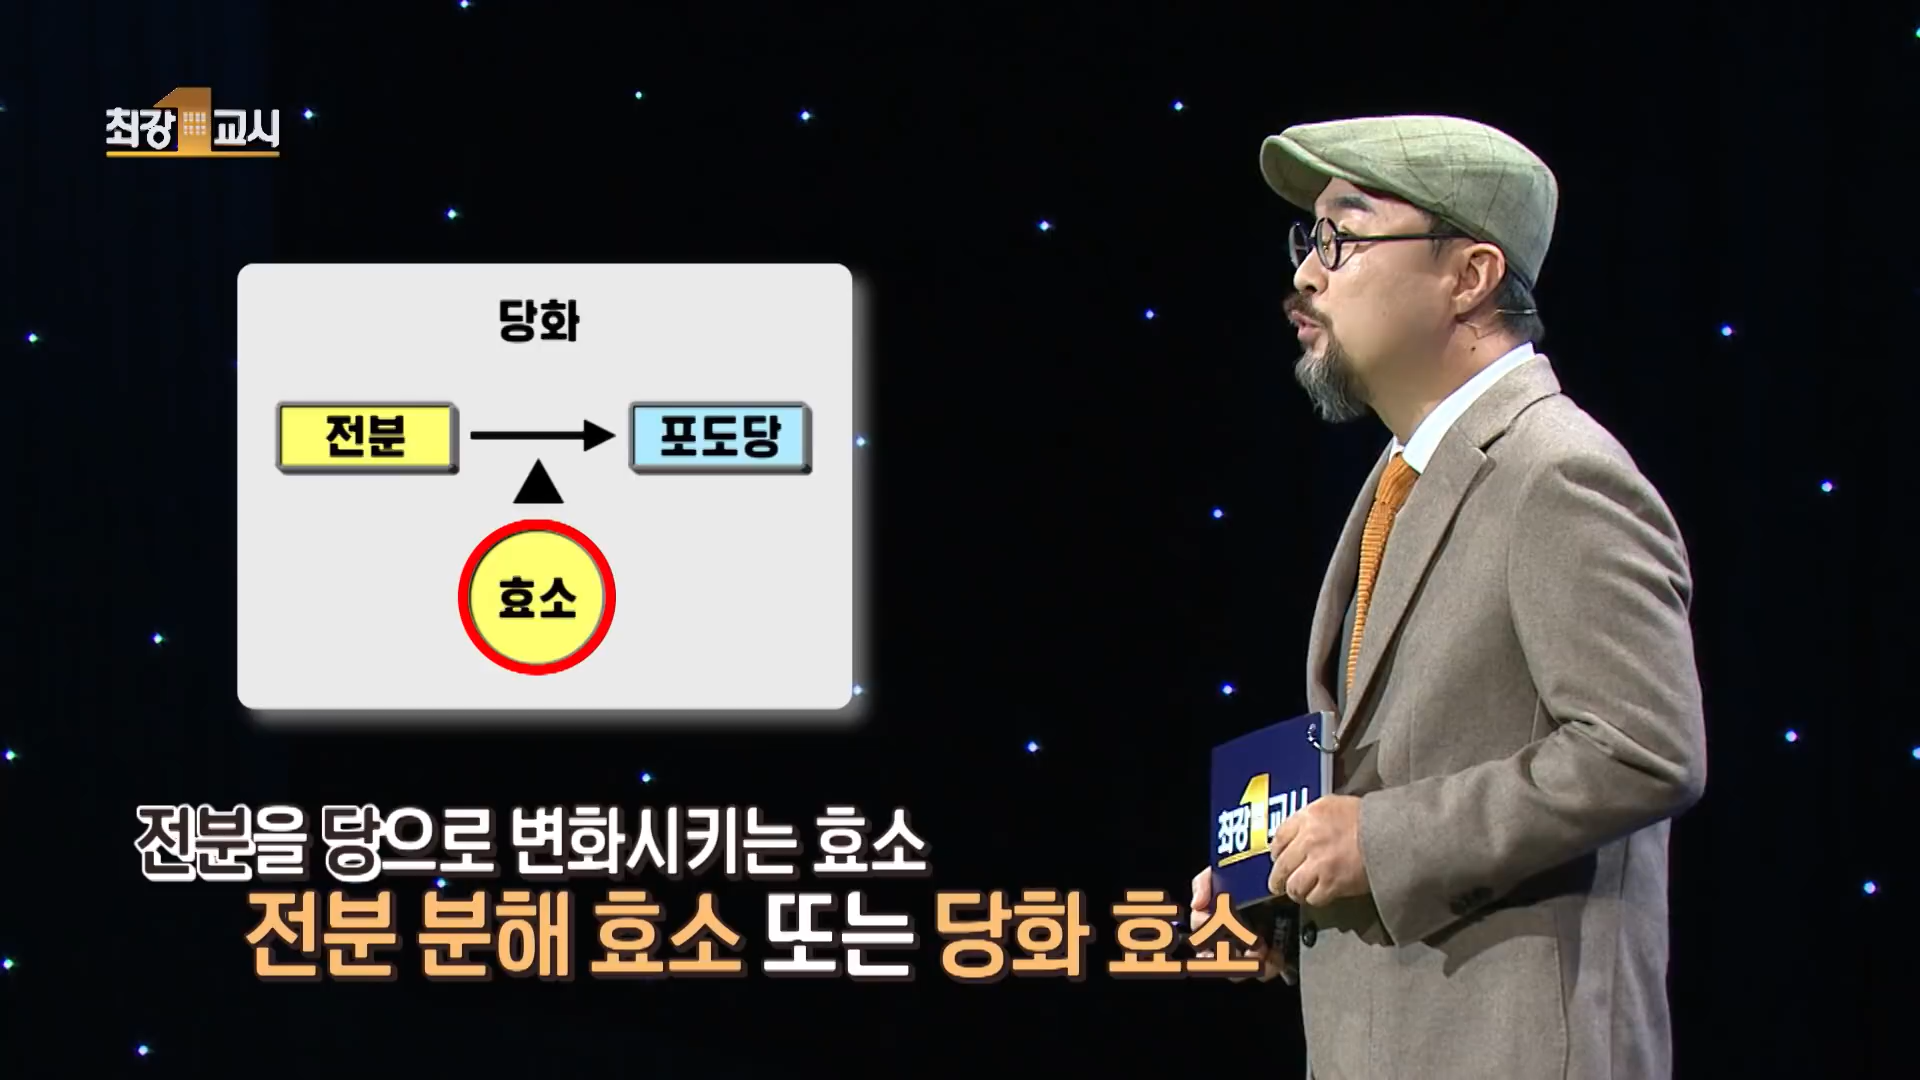 최강1교시
당화
전분
포도당
효소
최강1교시
전분을 당으로 변화시키는 효소
전분 분해 효소 또는 당화 효소